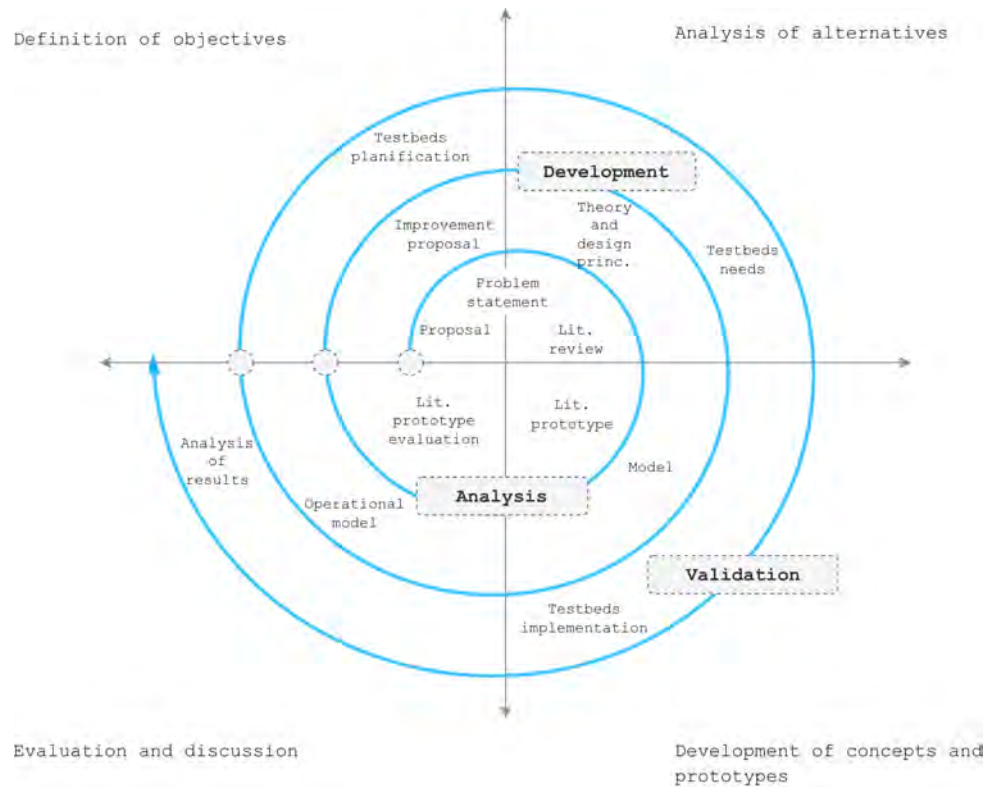 Definition of objectives
Analysis of alternatives
Testbeds
planification
Development
Improvement
proposal
Theory
and
design
princ.
Testbeds
needs
Problem
statement
Proposal
Lit.
review
Lit.
prototype
evaluation
Lit.
prototype
Analysis
of
results
Operational
model
Analysis
Model
Validation
Testbeds
implementation
Evaluation and discussion
Development of concepts and
prototypes